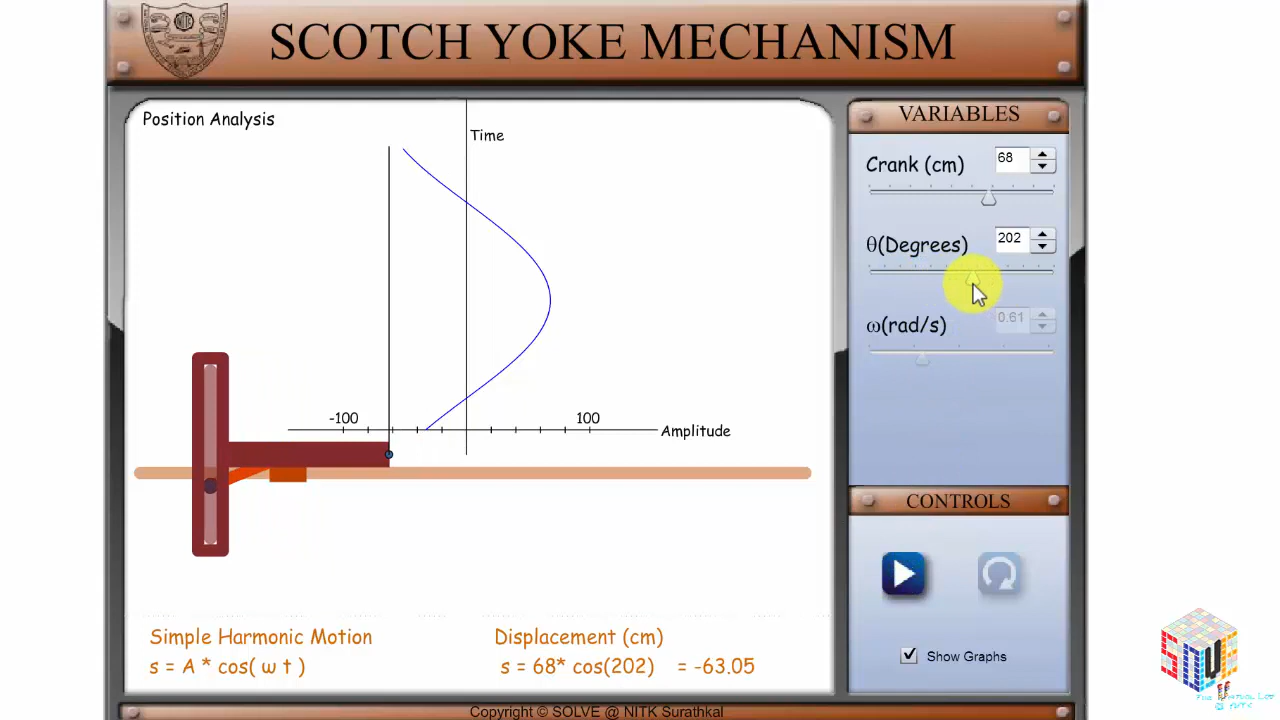 SCOTCH YOKE MECHANISM
Position Analysis
Time
-100
100
Amplitude
Simple Harmonic Motion
s = A * cos( ω t )
Displacement (cm)
s = 68* cos(202) = -63.05
VARIABLES
Crank (cm)
68
θ(Degrees)
202
ω(rad/s)
0.61
CONTROLS
Show Graphs
Copyright © SOLVE @ NITK Surathkal